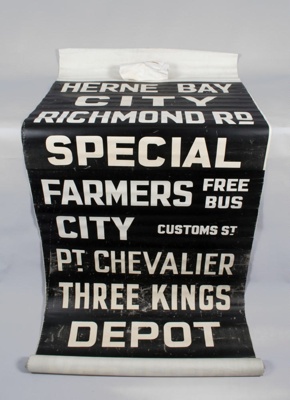 HERNE BAY
CITY
RICHMOND RD
SPECIAL
FARMERS FREE BUS
CITY CUSTOMS ST
PT CHEVALIER
THREE KINGS
DEPOT